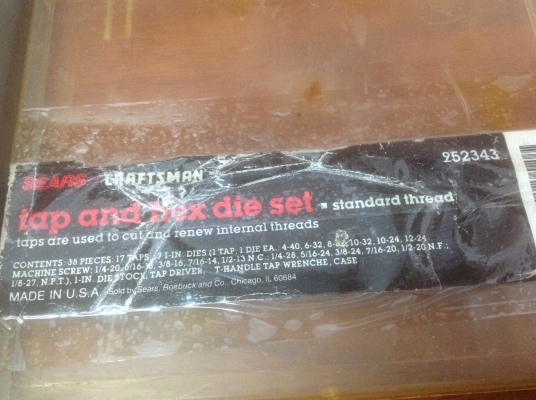 SEARS CRAFTSMAN
252343
tap and hex die set ▪ standard thread
taps are used to cut and renew internal threads
CONTENTS: 38 PIECES: 17 TAPS, 17 1-IN. DIES (1 TAP, 1 DIE EA.: 4-40, 6-32, 8-32, 10-32, 10-24, 12-24
MACHINE SCREW; 1/4-20, 5/16-18, 3/8-16, 7/16-14, 1/2-13 N.C.; 1/4-28, 5/16-24, 3/8-24, 7/16-20, 1/2-20 N.F.;
1/8-27, N.P.T.), 1-IN. DIE STOCK, TAP DRIVER, T-HANDLE TAP WRENCHE, CASE
MADE IN U.S.A. Sold by Sears, Roebuck and Co., Chicago, IL 60684